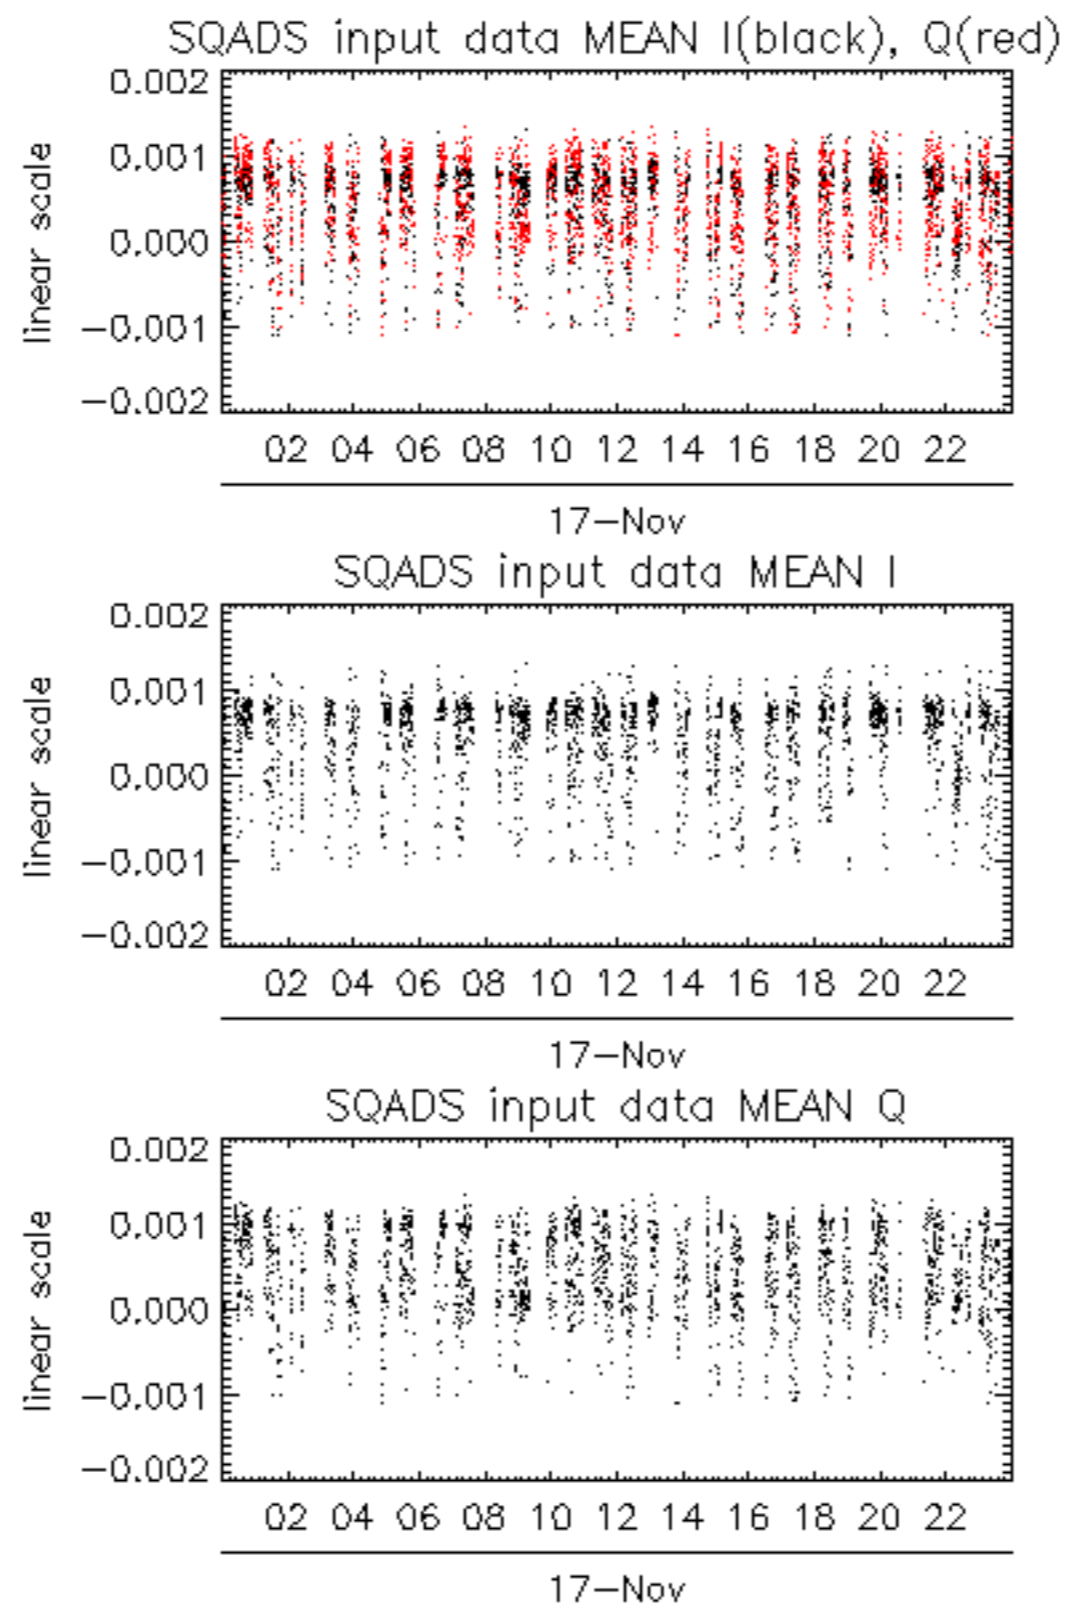 SQADS input data MEAN I(black), Q(red)
0.002
0.001
0.000
−0.001
−0.002
linear scale
02 04 06 08 10 12 14 16 18 20 22
17−Nov
SQADS input data MEAN I
0.002
0.001
0.000
−0.001
−0.002
linear scale
02 04 06 08 10 12 14 16 18 20 22
17−Nov
SQADS input data MEAN Q
0.002
0.001
0.000
−0.001
−0.002
linear scale
02 04 06 08 10 12 14 16 18 20 22
17−Nov